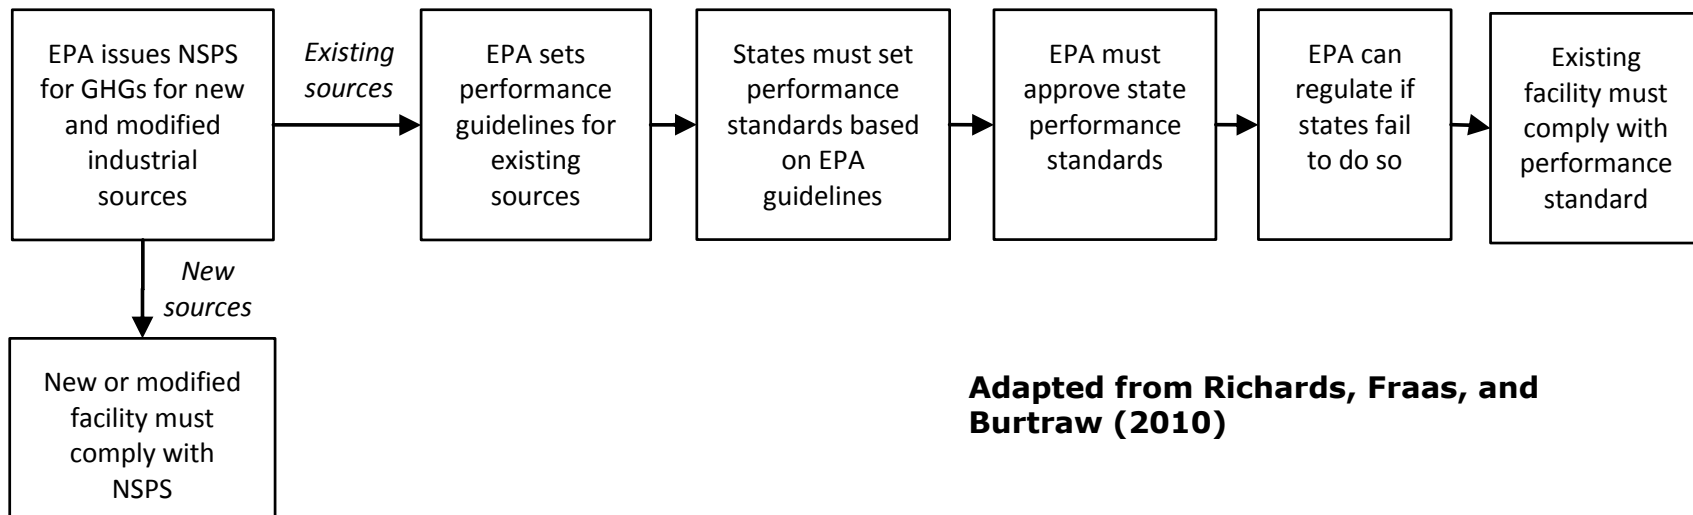 EPA issues NSPS
for GHGs for new
and modified
industrial
sources
Existing
sources
EPA sets
performance
guidelines for
existing
sources
States must set
performance
standards based
on EPA
guidelines
EPA must
approve state
performance
standards
EPA can
regulate if
states fail
to do so
Existing
facility must
comply with
performance
standard
New
sources
New or modified
facility must
comply with
NSPS
Adapted from Richards, Fraas, and
Burtraw (2010)